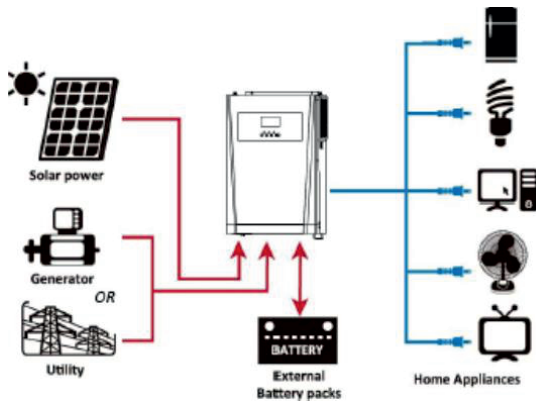 Solar power
Generator
OR
Utility
BATTERY
External
Battery packs
Home Appliances